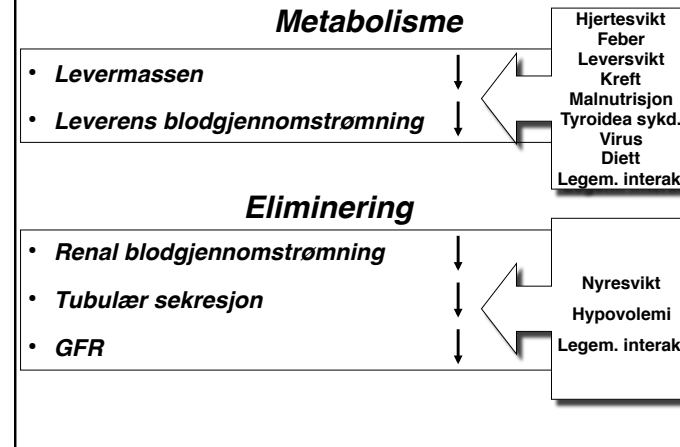 Metabolisme
• Levermassen
• Leverens blodgjennomstrømning
Hjertesvikt
Feber
Leversvikt
Kreft
Malnutrisjon
Tyroidea sykd.
Virus
Diett
Legem. interak
Eliminering
• Renal blodgjennomstrømning
• Tubulær sekresjon
• GFR
Nyresvikt
Hypovolemi
Legem. interak